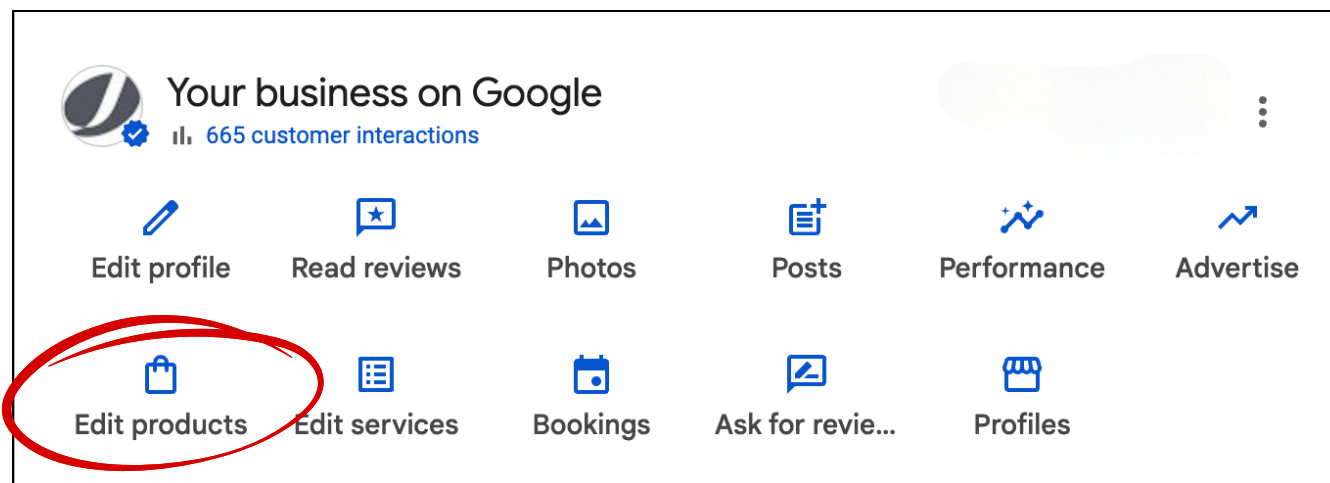 Your business on Google
665 customer interactions
Edit profile Read reviews Photos Posts Performance Advertise
Edit products Edit services Bookings Ask for revie... Profiles